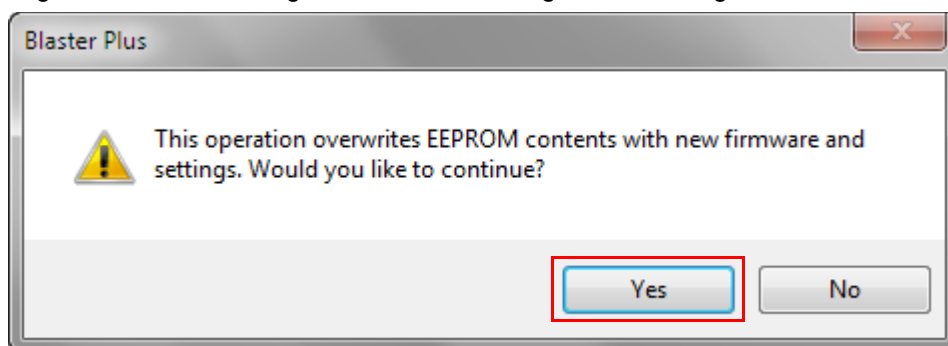 Blaster Plus
This operation overwrites EEPROM contents with new firmware and
settings. Would you like to continue?
Yes No